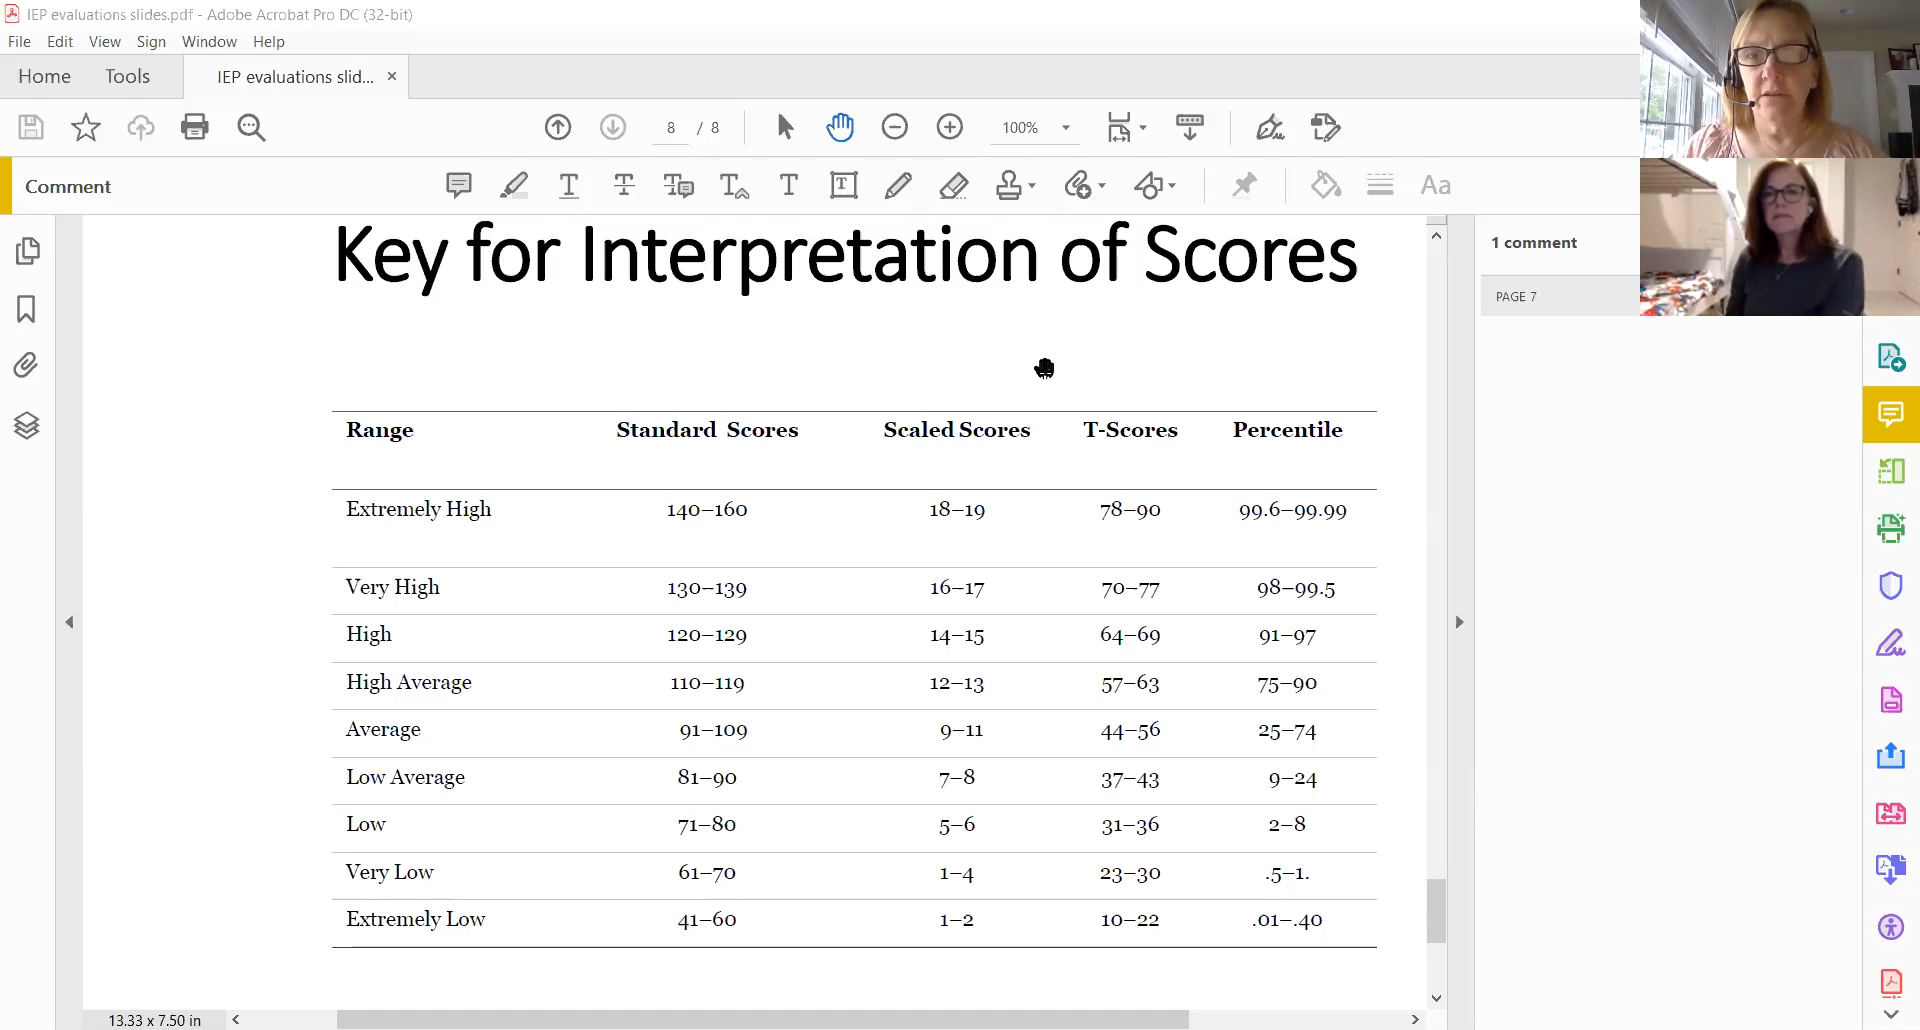 IEP evaluations slides.pdf - Adobe Acrobat Pro DC (32-bit)
File Edit View Sign Window Help
Home Tools IEP evaluations slid... ×
8 / 8 100%
Comment
T T T T T Aa
Key for Interpretation of Scores
1 comment
PAGE 7
Range Standard Scores Scaled Scores T-Scores Percentile
Extremely High 140–160 18–19 78–90 99.6–99.99
Very High 130–139 16–17 70–77 98–99.5
High 120–129 14–15 64–69 91–97
High Average 110–119 12–13 57–63 75–90
Average 91–109 9–11 44–56 25–74
Low Average 81–90 7–8 37–43 9–24
Low 71–80 5–6 31–36 2–8
Very Low 61–70 1–4 23–30 .5–1.
Extremely Low 41–60 1–2 10–22 .01–.40
13.33 x 7.50 in